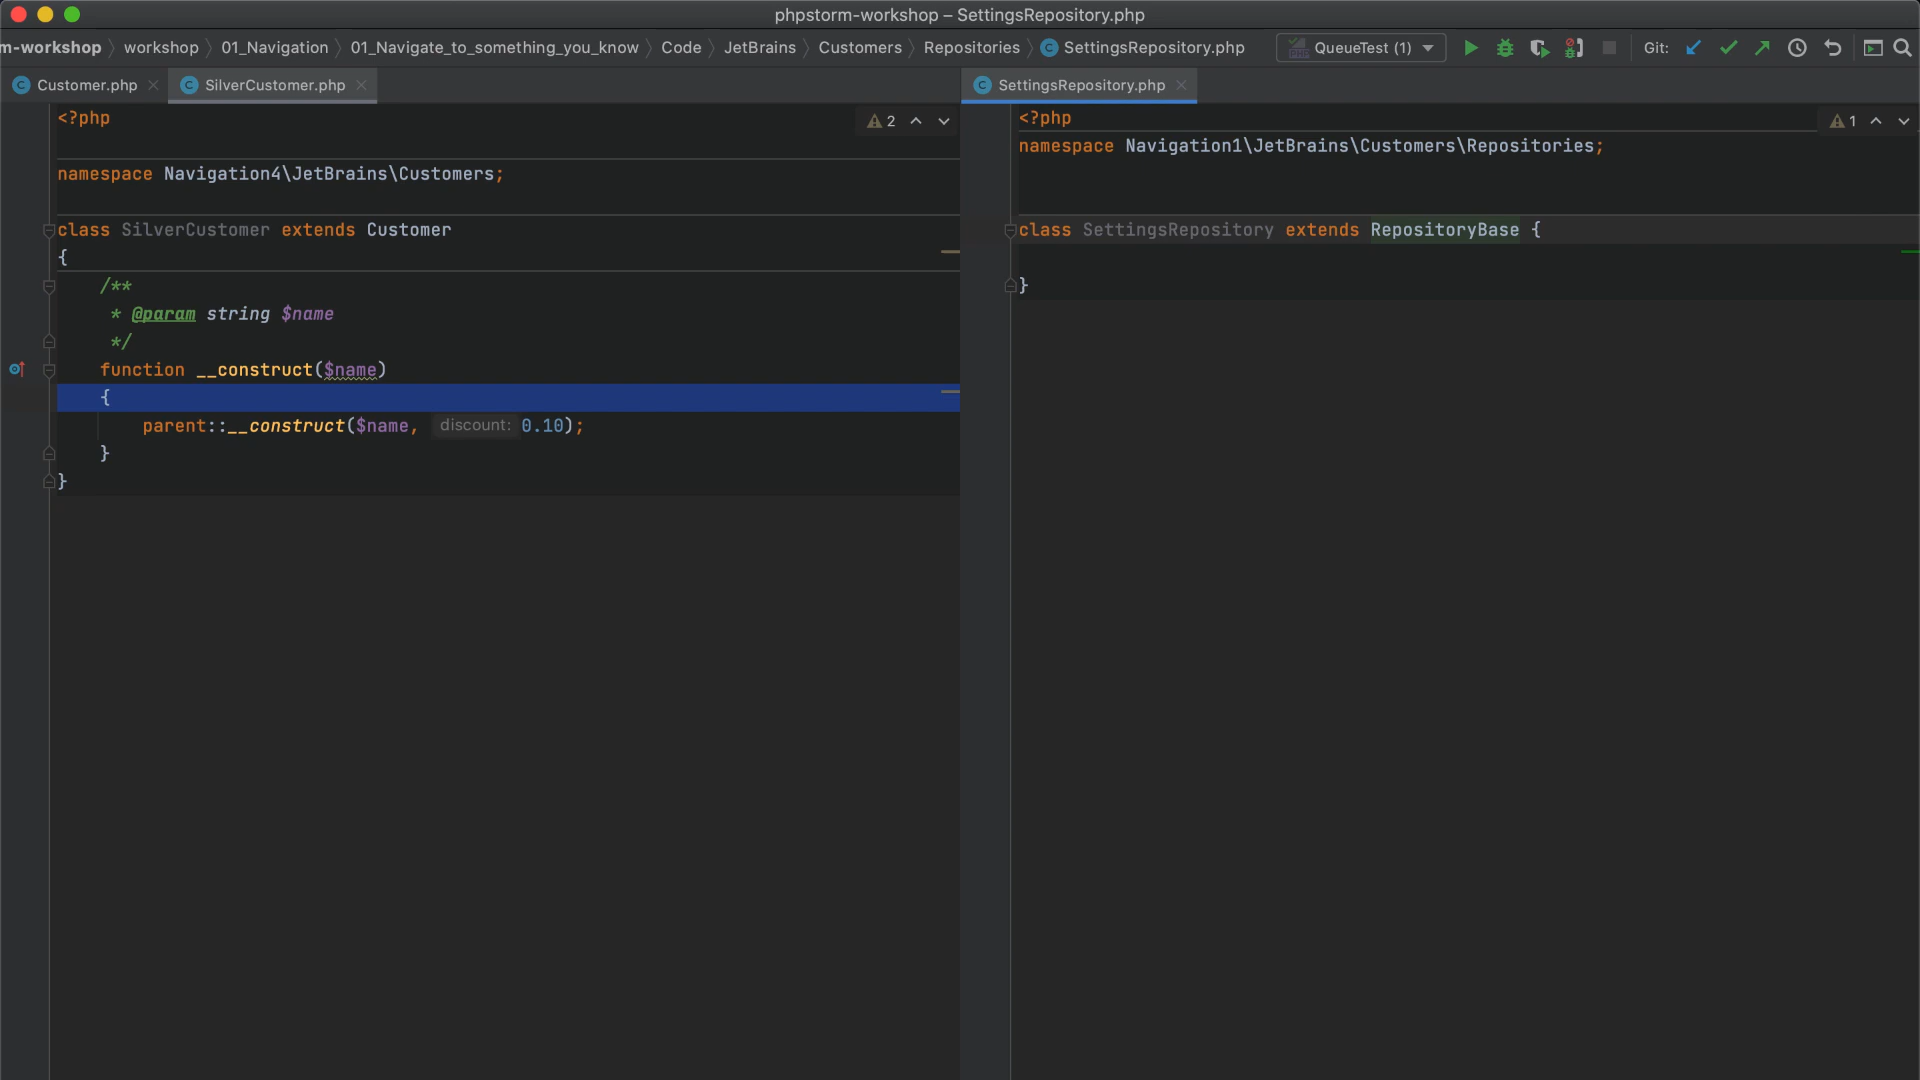 phpstorm-workshop – SettingsRepository.php
m-workshop workshop 01_Navigation 01_Navigate_to_something_you_know Code JetBrains Customers Repositories C SettingsRepository.php QueueTest (1) Git:
C Customer.php C SilverCustomer.php
<?php
2
namespace Navigation4\JetBrains\Customers;
class SilverCustomer extends Customer
{
/**
* @param string $name
*/
function __construct($name)
{
parent::__construct($name, discount: 0.10);
}
}
C SettingsRepository.php
<?php
1
namespace Navigation1\JetBrains\Customers\Repositories;
class SettingsRepository extends RepositoryBase {
}